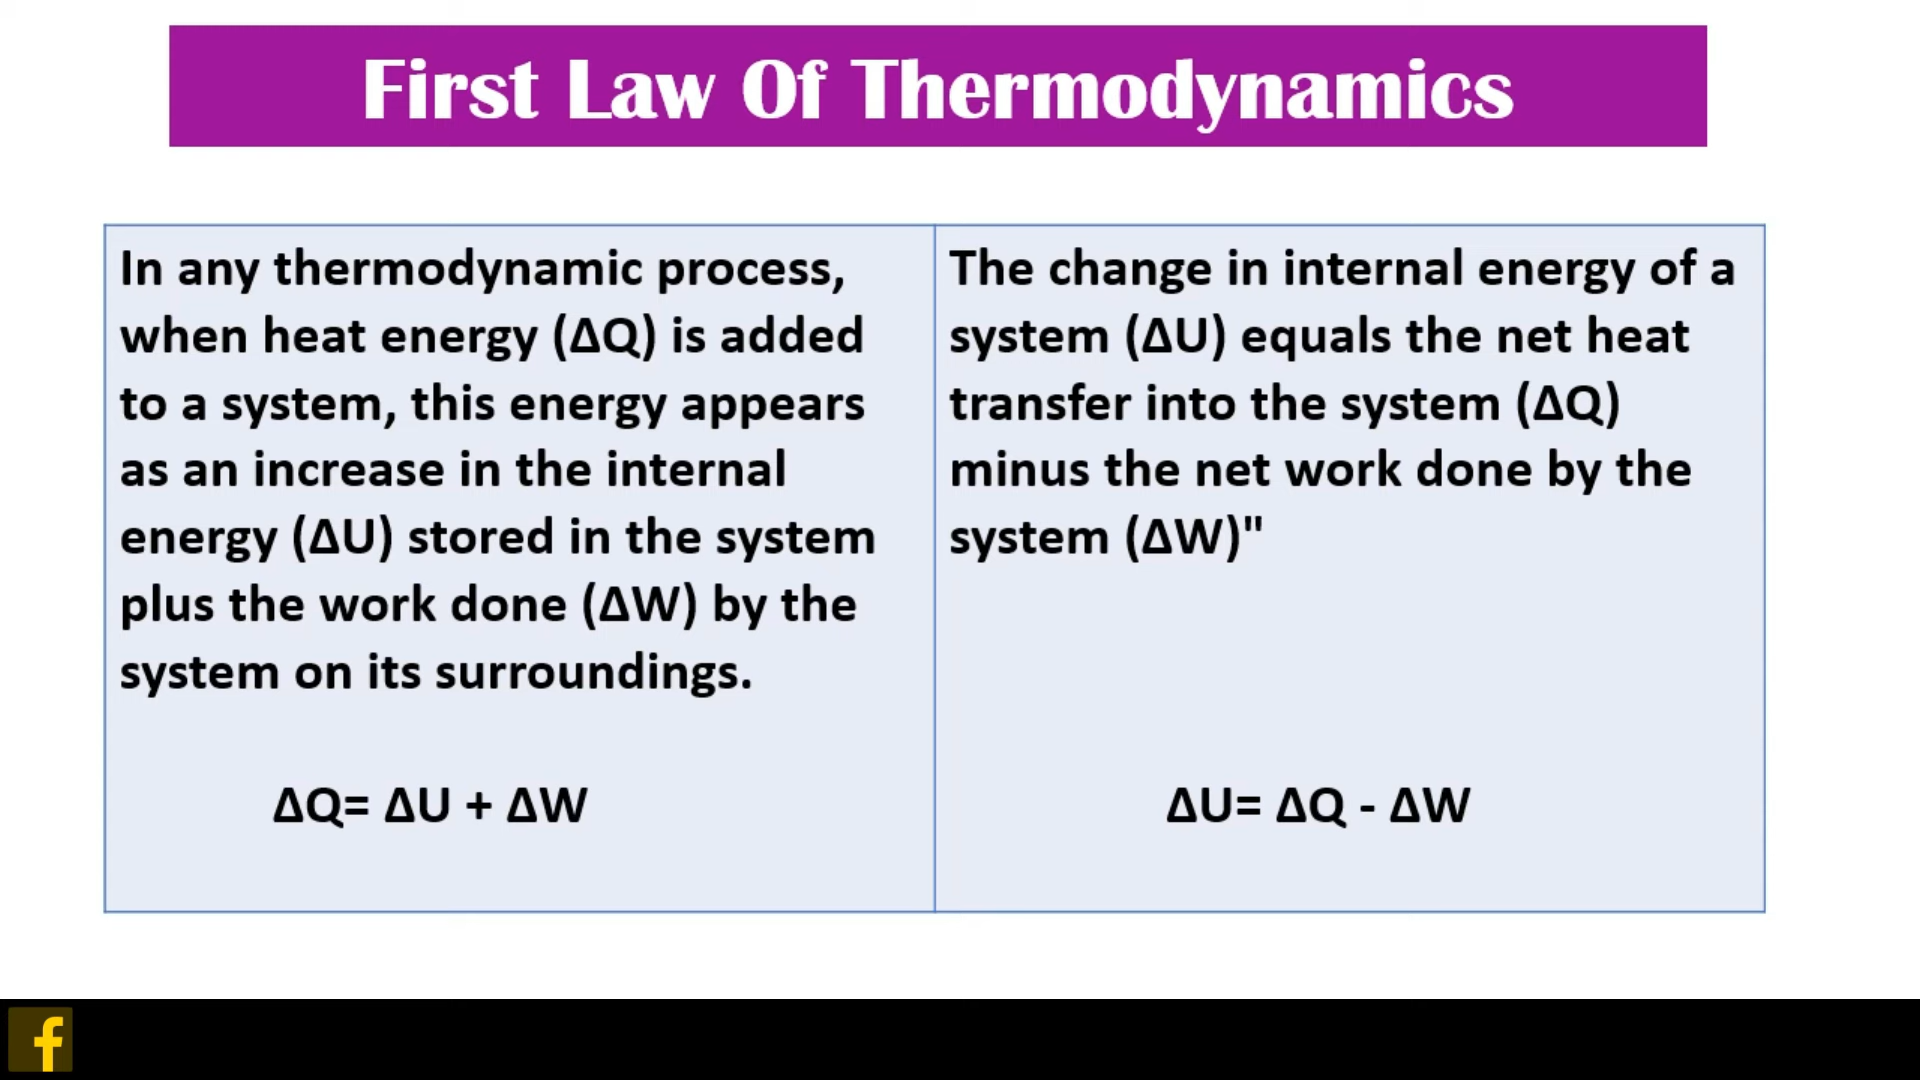 First Law Of Thermodynamics
In any thermodynamic process,
when heat energy (ΔQ) is added
to a system, this energy appears
as an increase in the internal
energy (ΔU) stored in the system
plus the work done (ΔW) by the
system on its surroundings.
ΔQ= ΔU + ΔW
The change in internal energy of a
system (ΔU) equals the net heat
transfer into the system (ΔQ)
minus the net work done by the
system (ΔW)"
ΔU= ΔQ - ΔW
f